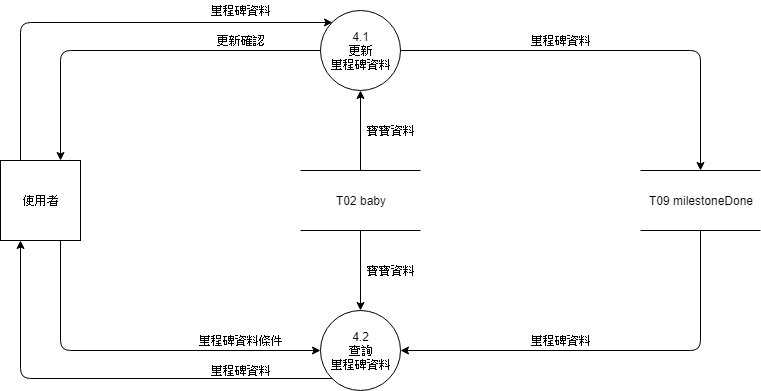 里程碑資料
更新確認
4.1
更新
里程碑資料
里程碑資料
寶寶資料
使用者
T02 baby
T09 milestoneDone
寶寶資料
里程碑資料條件
4.2
查詢
里程碑資料
里程碑資料
里程碑資料